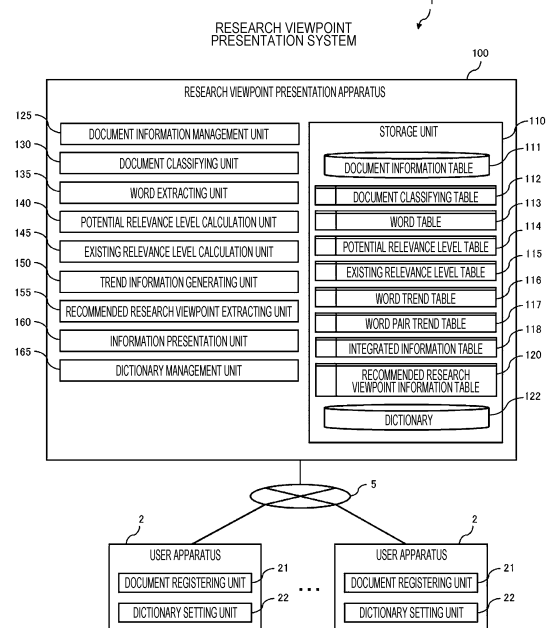 1
RESEARCH VIEWPOINT
PRESENTATION SYSTEM
100
RESEARCH VIEWPOINT PRESENTATION APPARATUS
125
DOCUMENT INFORMATION MANAGEMENT UNIT
130
DOCUMENT CLASSIFYING UNIT
135
WORD EXTRACTING UNIT
140
POTENTIAL RELEVANCE LEVEL CALCULATION UNIT
145
EXISTING RELEVANCE LEVEL CALCULATION UNIT
150
TREND INFORMATION GENERATING UNIT
155
RECOMMENDED RESEARCH VIEWPOINT EXTRACTING UNIT
160
INFORMATION PRESENTATION UNIT
165
DICTIONARY MANAGEMENT UNIT
STORAGE UNIT
110
DOCUMENT INFORMATION TABLE
111
DOCUMENT CLASSIFYING TABLE
112
WORD TABLE
113
POTENTIAL RELEVANCE LEVEL TABLE
114
EXISTING RELEVANCE LEVEL TABLE
115
WORD TREND TABLE
116
WORD PAIR TREND TABLE
117
INTEGRATED INFORMATION TABLE
118
RECOMMENDED RESEARCH
VIEWPOINT INFORMATION TABLE
120
DICTIONARY
122
5
2
USER APPARATUS
DOCUMENT REGISTERING UNIT
21
DICTIONARY SETTING UNIT
22
...
2
USER APPARATUS
DOCUMENT REGISTERING UNIT
21
DICTIONARY SETTING UNIT
22